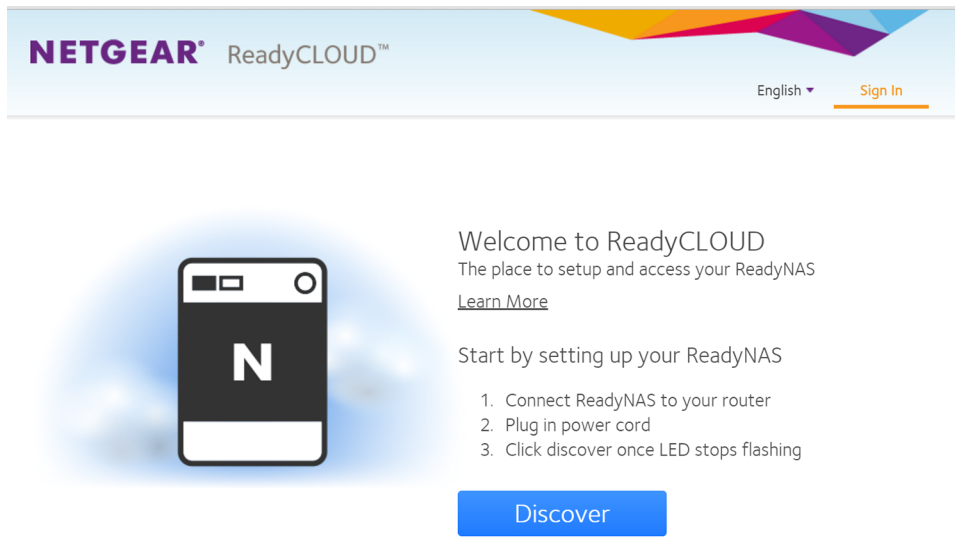 NETGEAR® ReadyCLOUD™
English Sign In
N
Welcome to ReadyCLOUD
The place to setup and access your ReadyNAS
Learn More
Start by setting up your ReadyNAS
1. Connect ReadyNAS to your router
2. Plug in power cord
3. Click discover once LED stops flashing
Discover